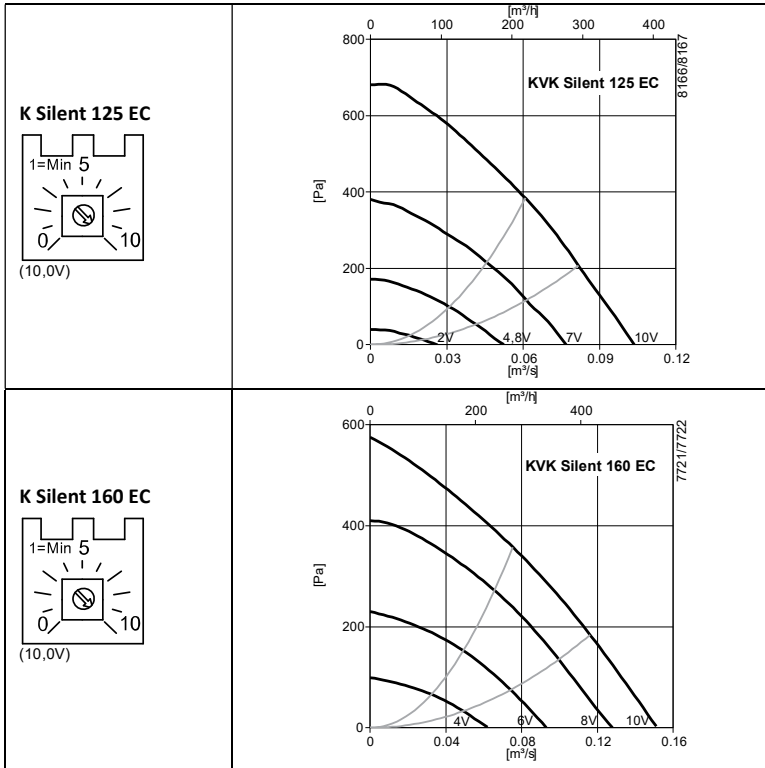 K Silent 125 EC
1=Min 5
0 10
(10,0V)
[m³/h]
0 100 200 300 400
800
600
400
200
0
[Pa]
KVK Silent 125 EC
8166/8167
2V 4,8V 7V 10V
0 0.03 0.06 0.09 0.12
[m³/s]
K Silent 160 EC
1=Min 5
0 10
(10,0V)
[m³/h]
0 200 400
600
400
200
0
[Pa]
KVK Silent 160 EC
7721/7722
4V 6V 8V 10V
0 0.04 0.08 0.12 0.16
[m³/s]